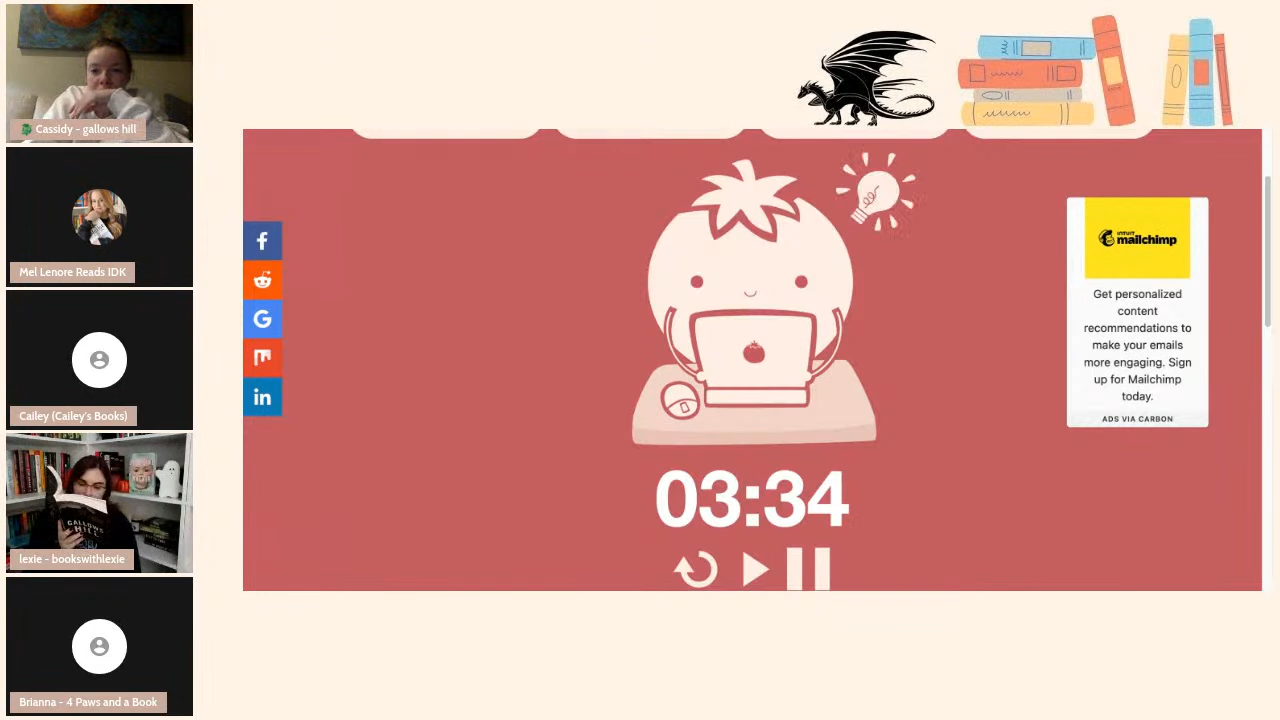 Cassidy - gallows hill
Mel Lenore Reads IDK
Cailey (Cailey's Books)
GALLOWS
HILL
lexie - bookswithlexie
Brianna - 4 Paws and a Book
03:34
INTUIT
mailchimp
Get personalized
content
recommendations to
make your emails
more engaging. Sign
up for Mailchimp
today.
ADS VIA CARBON